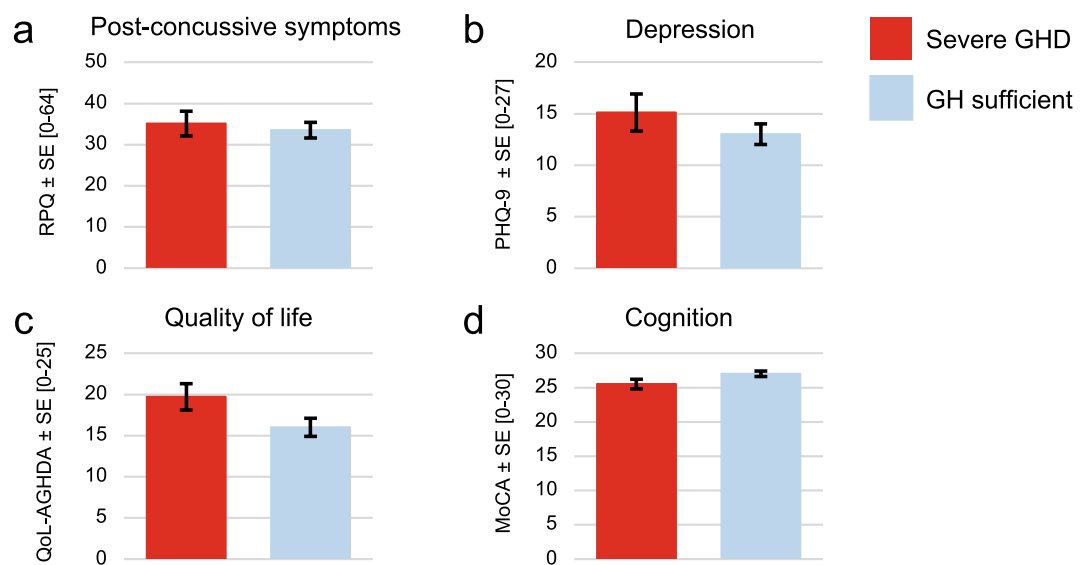 a
Post-concussive symptoms
RPQ ± SE [0-64]
50
40
30
20
10
0
b
Depression
PHQ-9 ± SE [0-27]
20
15
10
5
0
Severe GHD
GH sufficient
c
Quality of life
QoL-AGHDA ± SE [0-25]
25
20
15
10
5
0
d
Cognition
MoCA ± SE [0-30]
30
25
20
15
10
5
0